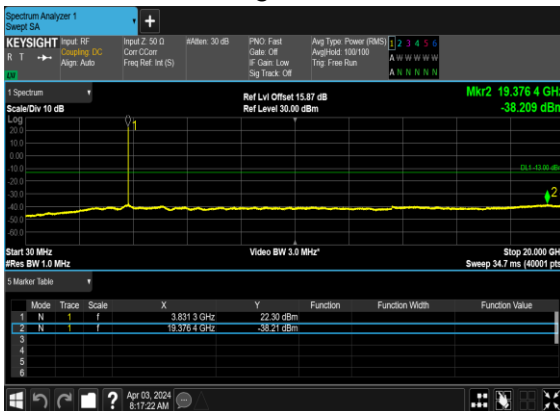 Spectrum Analyzer 1
Swept SA
+
KEYSIGHT Input: RF Input Z: 50 Ω #Atten: 30 dB PNO: Fast Avg Type: Power (RMS) 1 2 3 4 5 6
R T Coupling: DC Corr CCorr Gate: Off Avg|Hold: 100/100 A W W W W W
Align: Auto Freq Ref: Int (S) IF Gain: Low Trig: Free Run
Sig Track: Off A N N N N N
1 Spectrum Ref Lvl Offset 15.87 dB Mkr2 19.376 4 GHz
Scale/Div 10 dB Ref Level 30.00 dBm -38.209 dBm
Log
20.0
1
10.0
0.00
-10.0
DL1 -13.00 dBm
-20.0
-30.0
2
-40.0
-50.0
-60.0
Start 30 MHz Video BW 3.0 MHz* Stop 20.000 GHz
#Res BW 1.0 MHz Sweep 34.7 ms (40001 pts)
5 Marker Table
Mode Trace Scale X Y Function Function Width Function Value
1 N 1 f 3.831 3 GHz 22.30 dBm
2 N 1 f 19.376 4 GHz -38.21 dBm
3
4
5
6
? Apr 03, 2024
8:17:22 AM